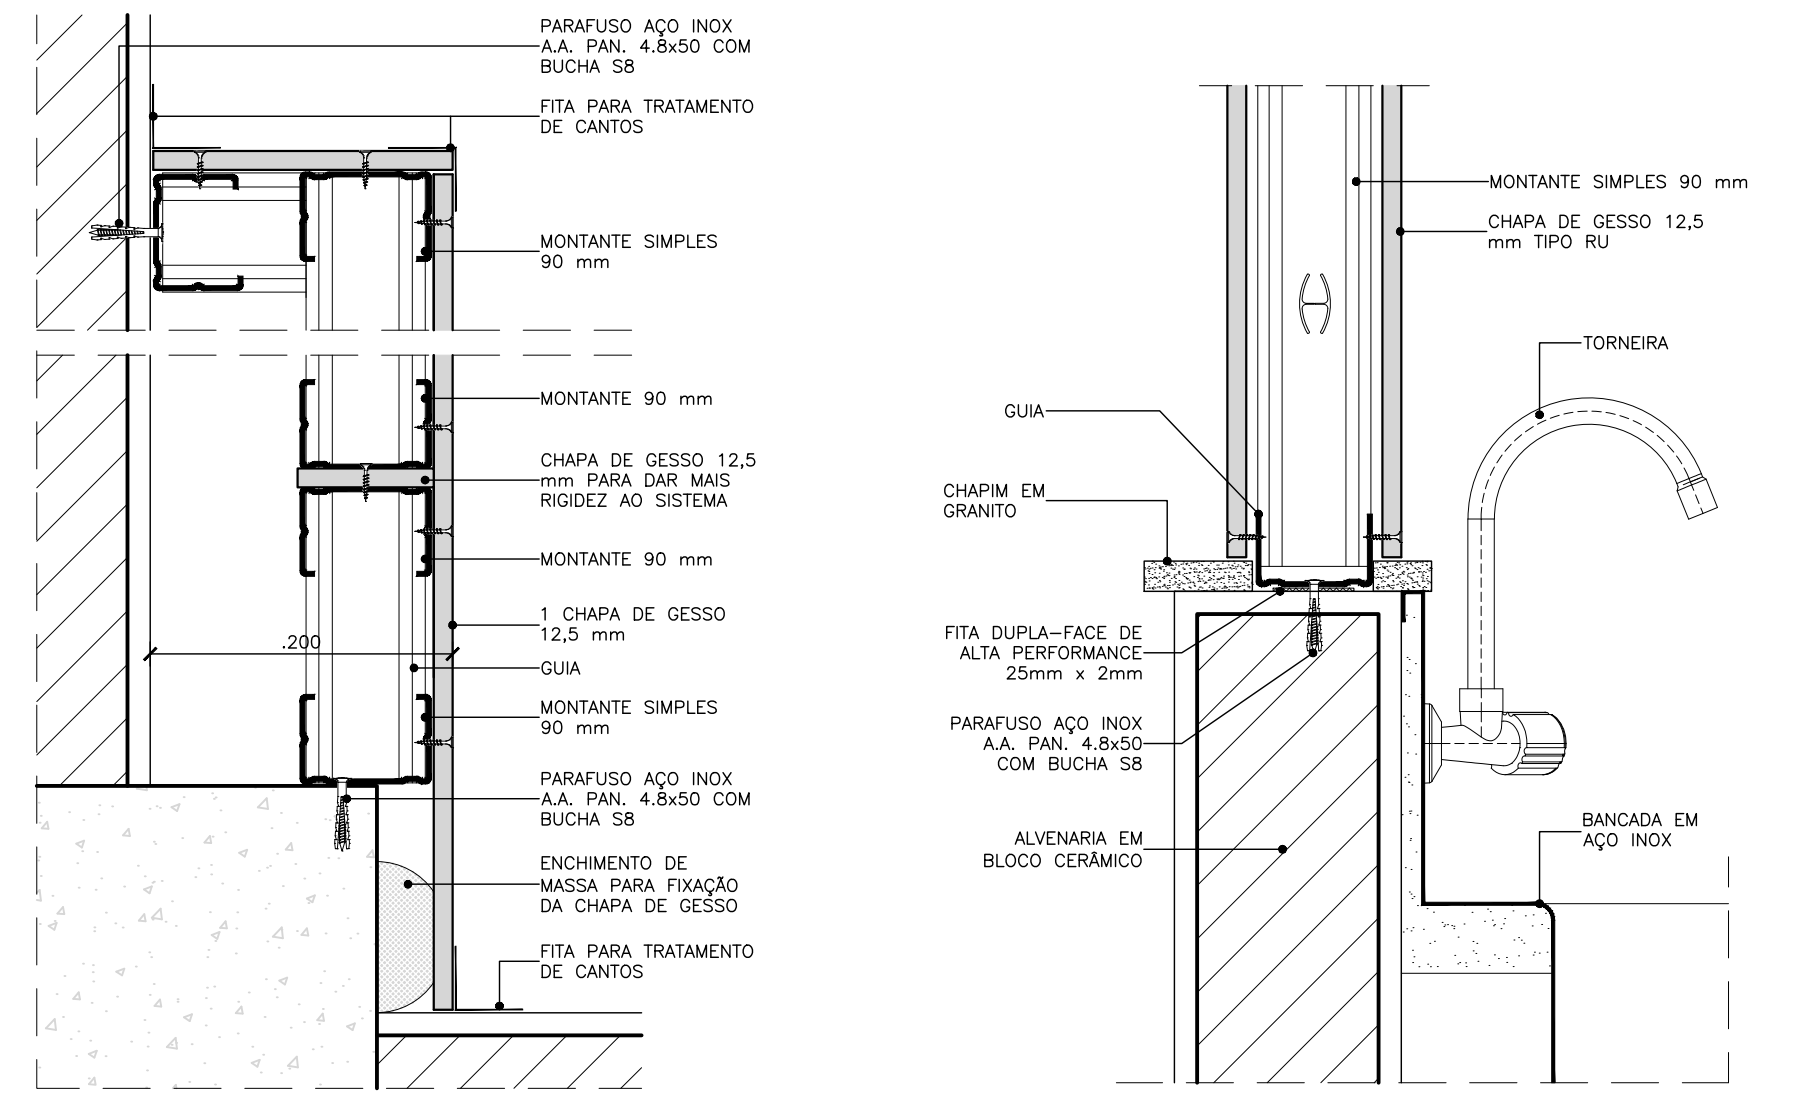 PARAFUSO AÇO INOX
A.A. PAN. 4.8x50 COM
BUCHA S8
FITA PARA TRATAMENTO
DE CANTOS
MONTANTE SIMPLES
90 mm
MONTANTE 90 mm
CHAPA DE GESSO 12,5
mm PARA DAR MAIS
RIGIDEZ AO SISTEMA
MONTANTE 90 mm
1 CHAPA DE GESSO
12,5 mm
.200
GUIA
MONTANTE SIMPLES
90 mm
PARAFUSO AÇO INOX
A.A. PAN. 4.8x50 COM
BUCHA S8
ENCHIMENTO DE
MASSA PARA FIXAÇÃO
DA CHAPA DE GESSO
FITA PARA TRATAMENTO
DE CANTOS
MONTANTE SIMPLES 90 mm
CHAPA DE GESSO 12,5
mm TIPO RU
TORNEIRA
GUIA
CHAPIM EM
GRANITO
FITA DUPLA-FACE DE
ALTA PERFORMANCE
25mm x 2mm
PARAFUSO AÇO INOX
A.A. PAN. 4.8x50
COM BUCHA S8
ALVENARIA EM
BLOCO CERÂMICO
BANCADA EM
AÇO INOX